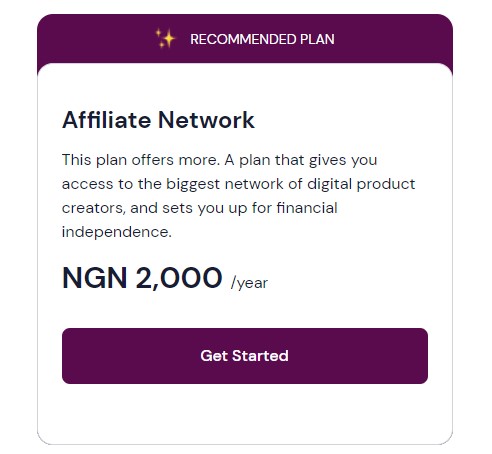 ✨ RECOMMENDED PLAN
Affiliate Network
This plan offers more. A plan that gives you
access to the biggest network of digital product
creators, and sets you up for financial
independence.
NGN 2,000 /year
Get Started